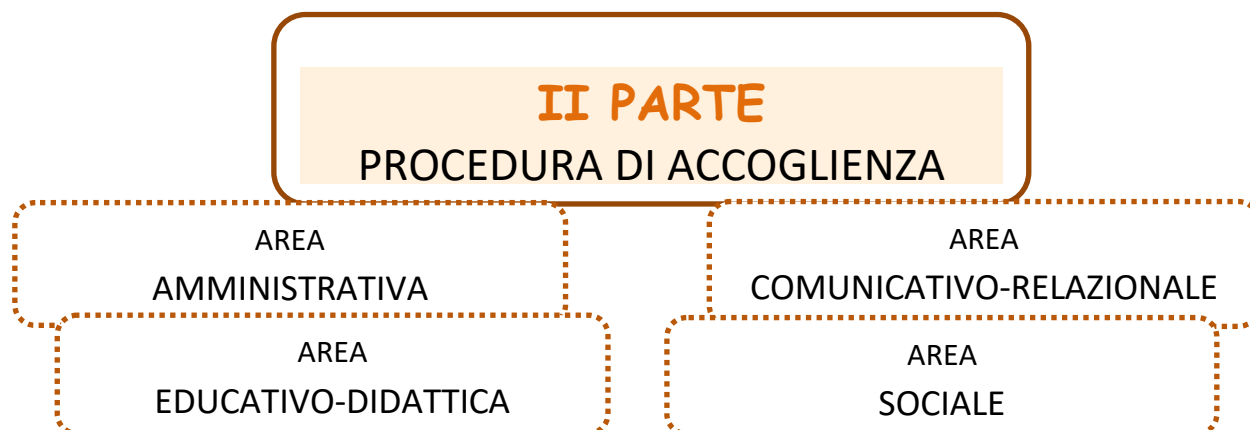 II PARTE
PROCEDURA DI ACCOGLIENZA
AREA
AMMINISTRATIVA
AREA
COMUNICATIVO-RELAZIONALE
AREA
EDUCATIVO-DIDATTICA
AREA
SOCIALE